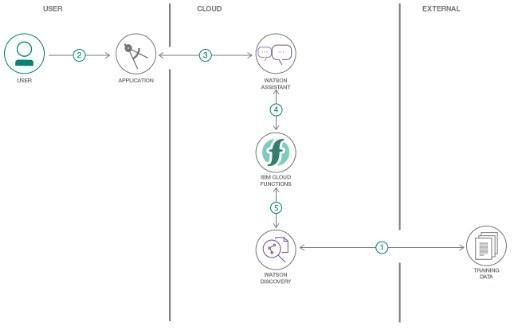 USER
CLOUD
EXTERNAL
2
3
USER
APPLICATION
WATSON
ASSISTANT
4
IBM CLOUD
FUNCTIONS
5
1
WATSON
DISCOVERY
TRAINING
DATA